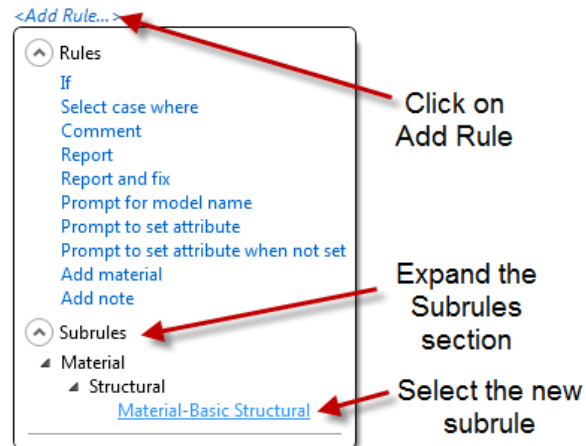 <Add Rule...>
Rules
If
Select case where
Comment
Report
Report and fix
Prompt for model name
Prompt to set attribute
Prompt to set attribute when not set
Add material
Add note
Subrules
Material
Structural
Material-Basic Structural
Click on
Add Rule
Expand the
Subrules
section
Select the new
subrule